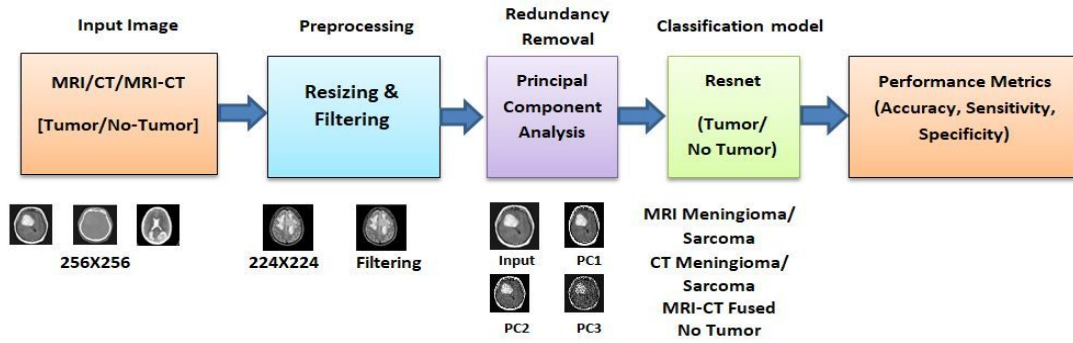 Input Image
Preprocessing
Redundancy
Removal
Classification model
MRI/CT/MRI-CT
[Tumor/No-Tumor]
Resizing &
Filtering
Principal
Component
Analysis
Resnet
(Tumor/
No Tumor)
Performance Metrics
(Accuracy, Sensitivity,
Specificity)
256X256
224X224
Filtering
Input
PC1
PC2
PC3
MRI Meningioma/
Sarcoma
CT Meningioma/
Sarcoma
MRI-CT Fused
No Tumor